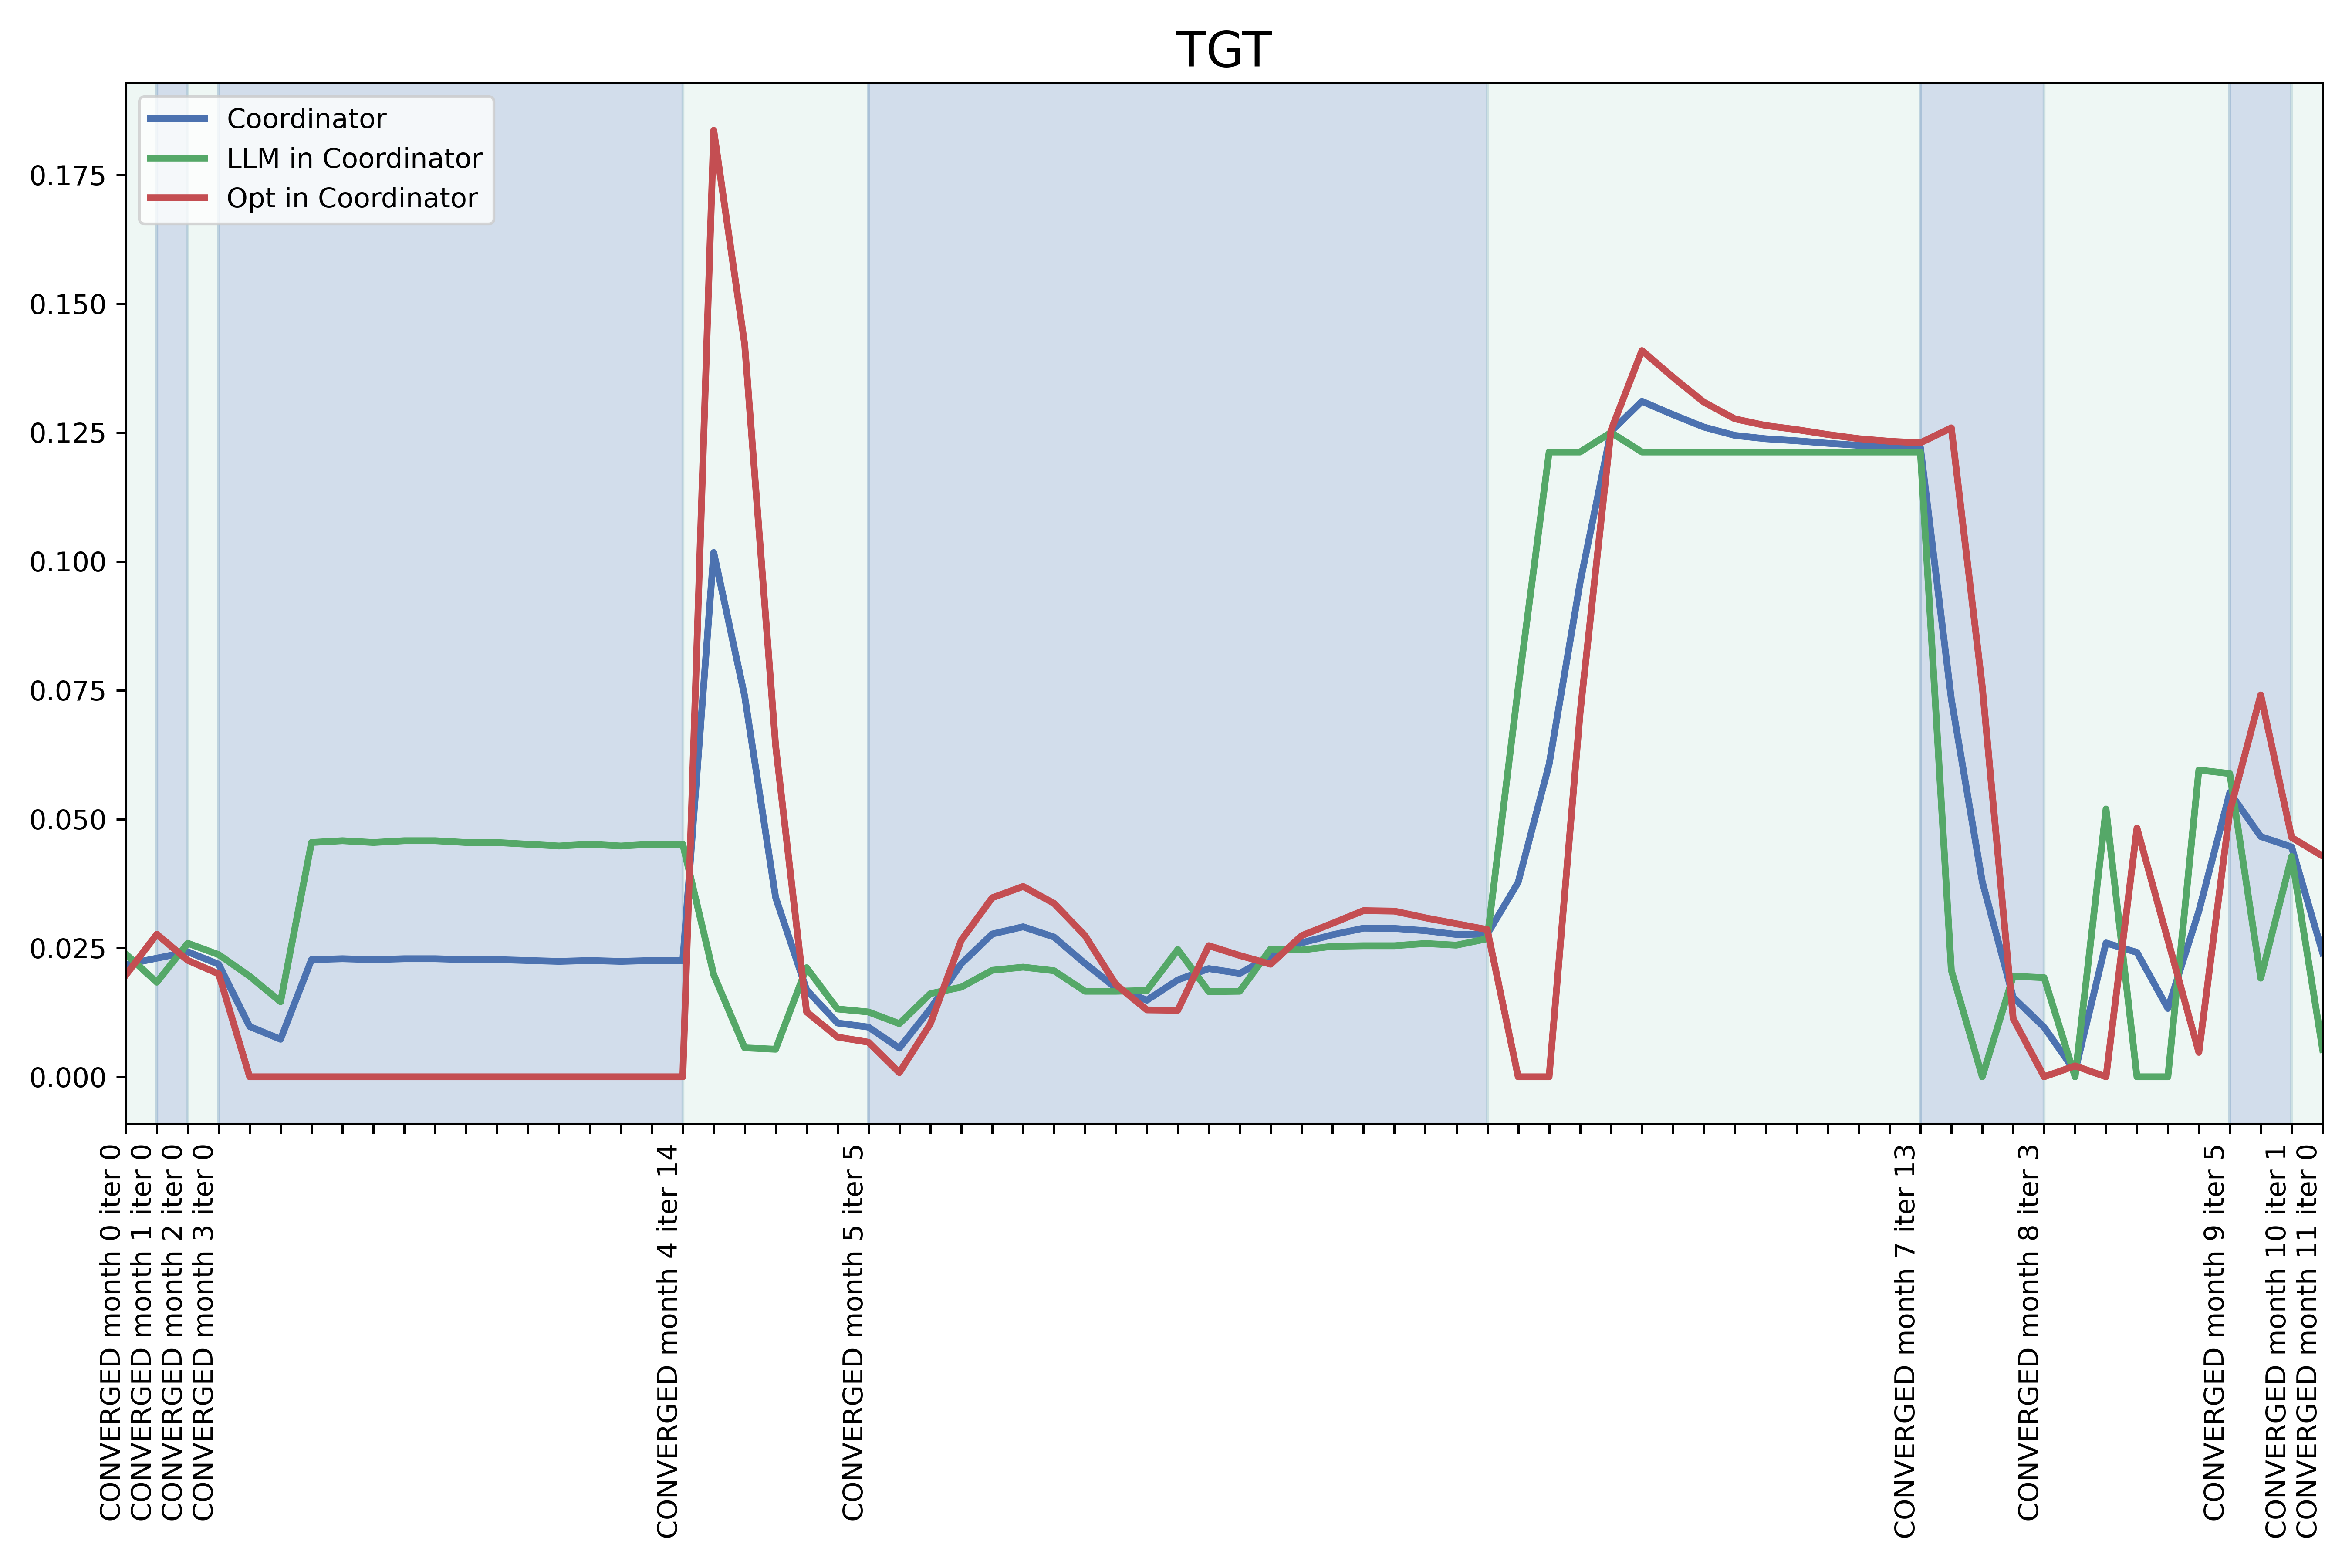 TGT
Coordinator
LLM in Coordinator
Opt in Coordinator
0.175
0.150
0.125
0.100
0.075
0.050
0.025
0.000
CONVERGED month 0 iter 0
CONVERGED month 1 iter 0
CONVERGED month 2 iter 0
CONVERGED month 3 iter 0
CONVERGED month 4 iter 14
CONVERGED month 5 iter 5
CONVERGED month 7 iter 13
CONVERGED month 8 iter 3
CONVERGED month 9 iter 5
CONVERGED month 10 iter 1
CONVERGED month 11 iter 0